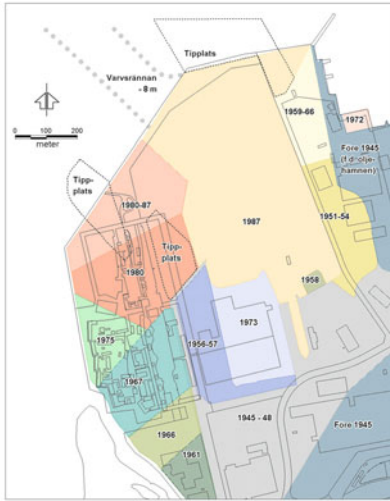 Tipplats
Varvsrännan
- 8 m
1959-66
1972
100 0 100 200
meter
Före 1945
(f d olje-
hamnen)
Tipp-
plats
1980-87
1951-54
1987
Tipp-
plats
1980
1958
1973
1975
1956-57
1967
1945 - 48
1966
Före 1945
1961